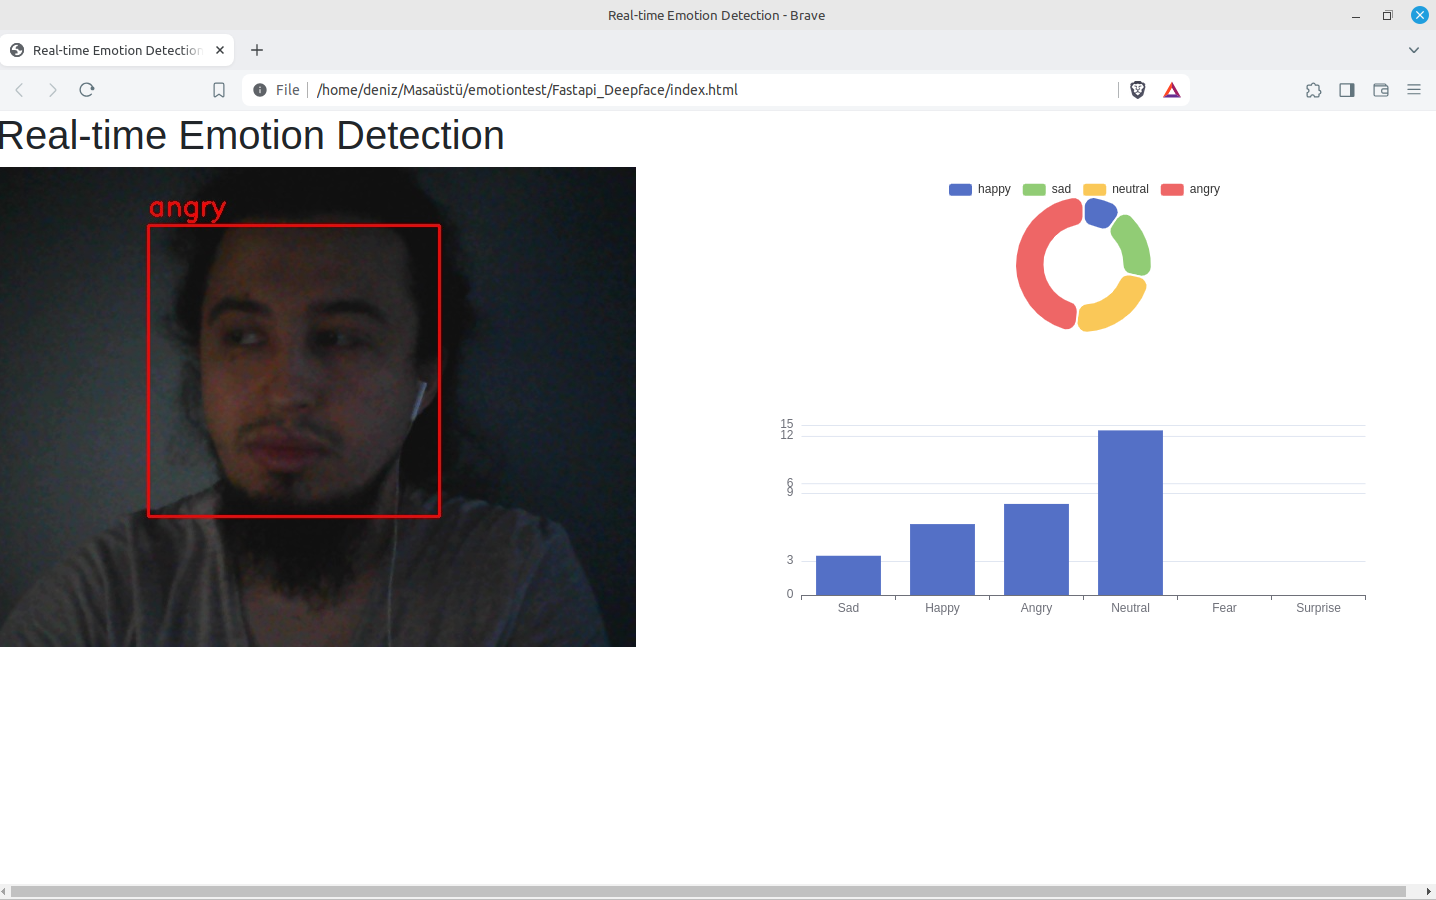 Real-time Emotion Detection - Brave
Real-time Emotion Detection
File
/home/deniz/Masaüstü/emotiontest/Fastapi_Deepface/index.html
Real-time Emotion Detection
angry
happy sad neutral angry
15
12
6
9
3
0
Sad Happy Angry Neutral Fear Surprise